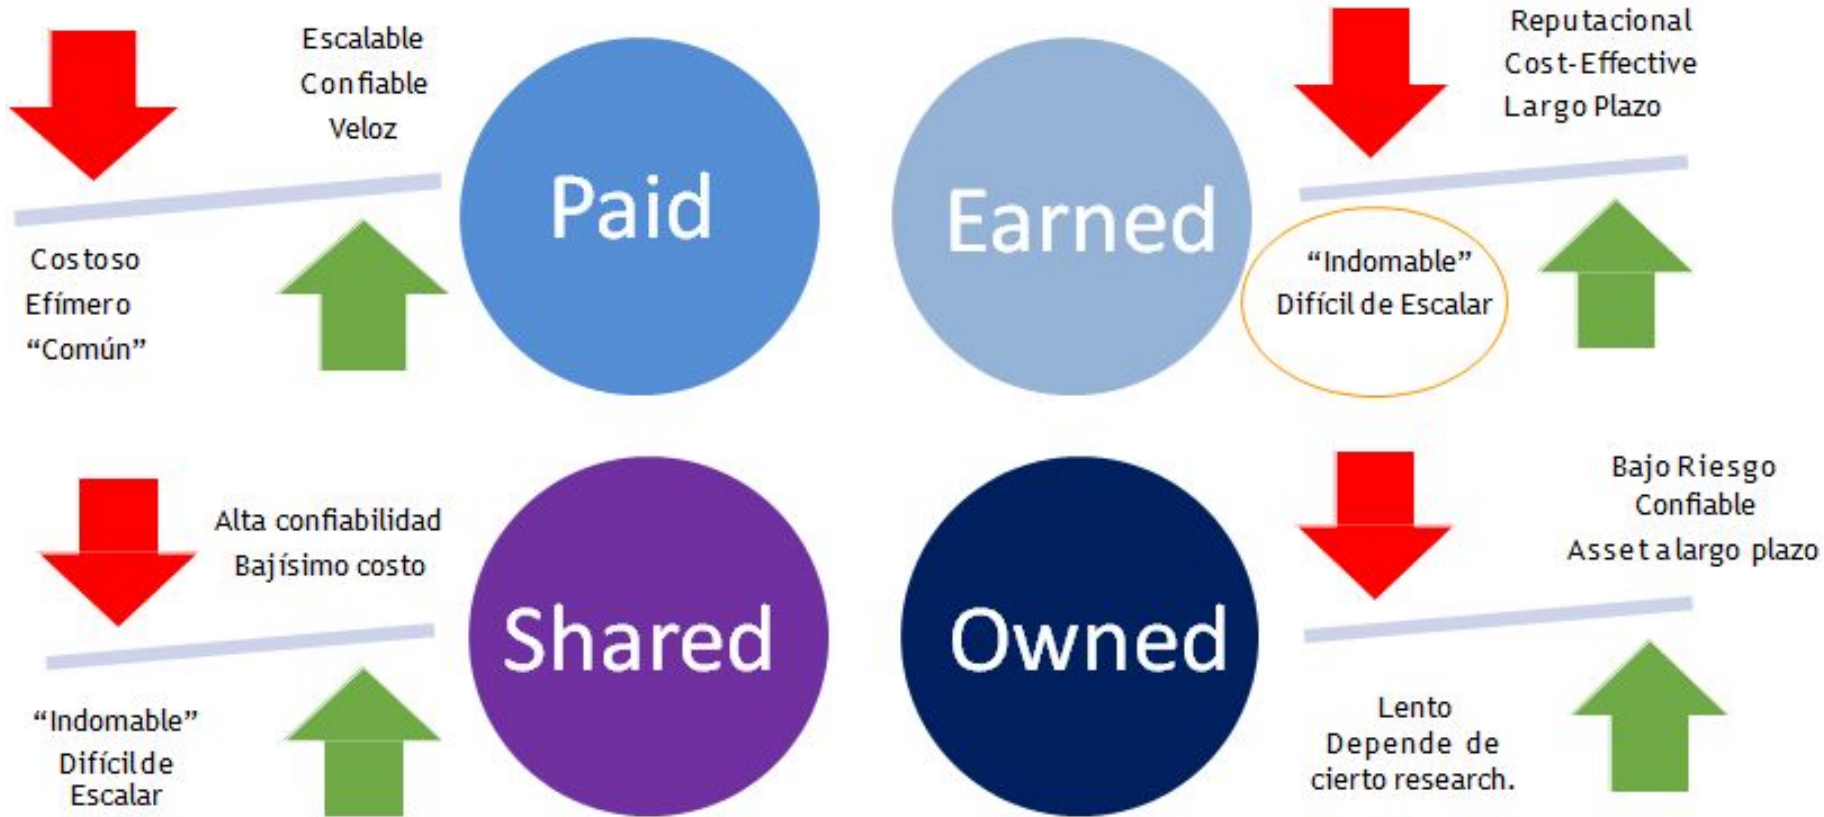 Escalable
Confiable
Veloz
Costoso
Efímero
“Común”
Paid
Earned
Reputacional
Cost-Effective
Largo Plazo
“Indomable”
Difícil de Escalar
Alta confiabilidad
Bajísimo costo
“Indomable”
Difícil de
Escalar
Shared
Owned
Bajo Riesgo
Confiable
Asset a largo plazo
Lento
Depende de
cierto research.